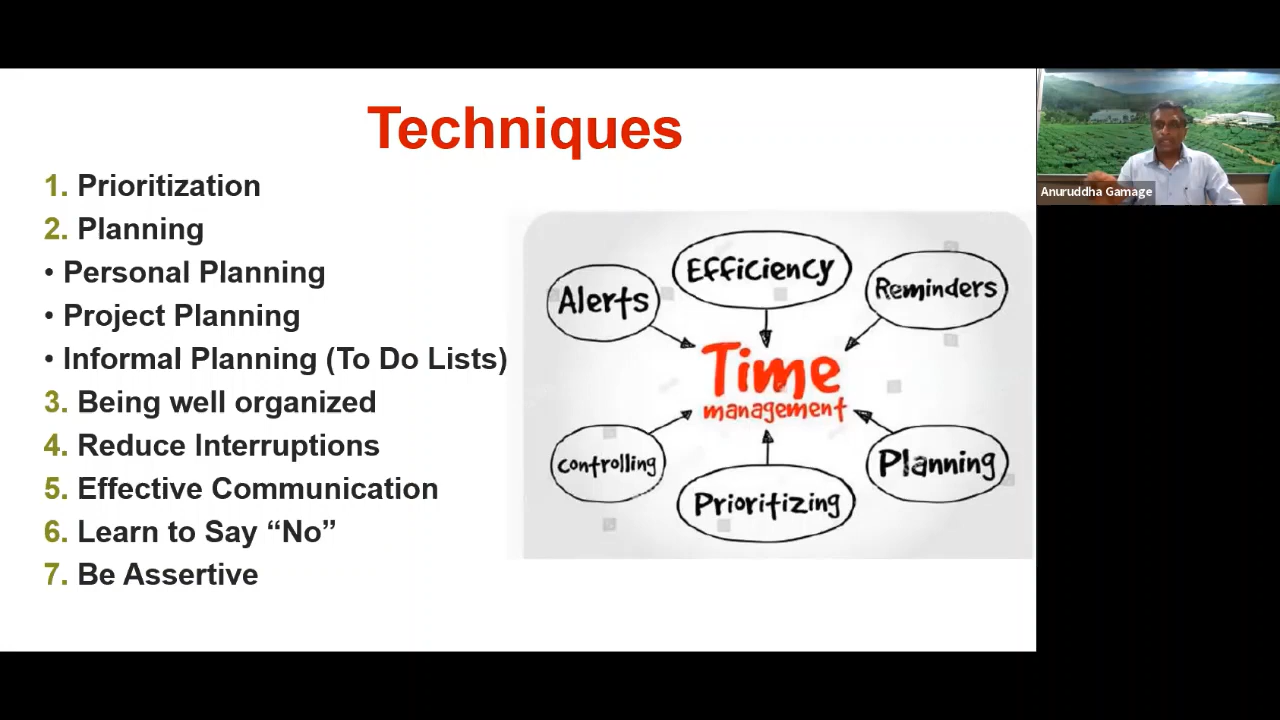 Techniques
1. Prioritization
2. Planning
• Personal Planning
• Project Planning
• Informal Planning (To Do Lists)
3. Being well organized
4. Reduce Interruptions
5. Effective Communication
6. Learn to Say “No”
7. Be Assertive
Alerts
Efficiency
Reminders
Time
management
Controlling
Prioritizing
Planning
Anuruddha Gamage